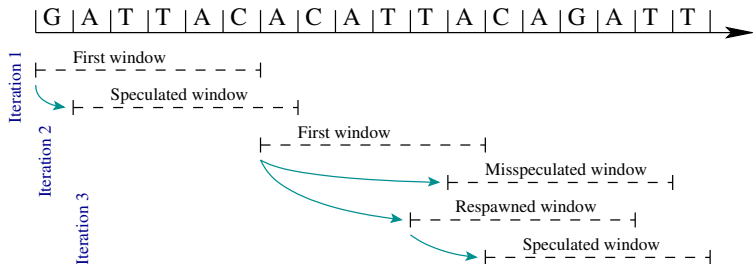 G A T T A C A C A T T A C A G A T T
First window
Iteration 1
Speculated window
First window
Iteration 2
Misspeculated window
Respawned window
Iteration 3
Speculated window